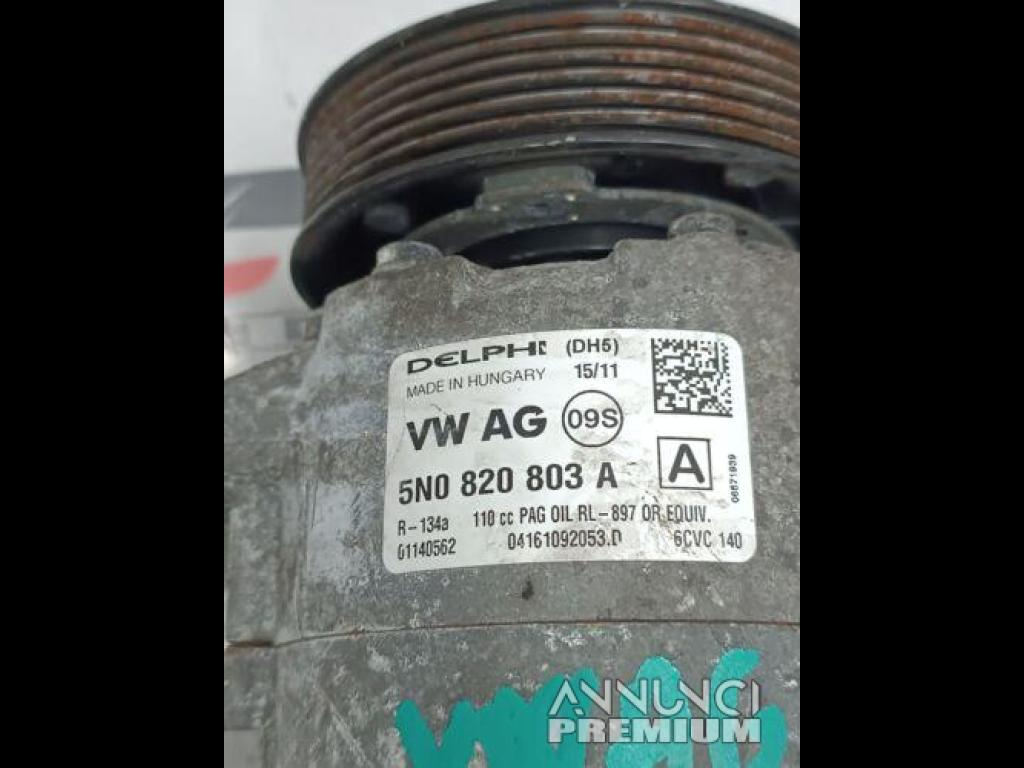 DELPHI (DH5)
MADE IN HUNGARY 15/11
VW AG 09S
5N0 820 803 A A
06671939
R-134a 110 cc PAG OIL RL-897 OR EQUIV.
01140562 04161092053.D 6CVC 140
ANNUNCI
PREMIUM